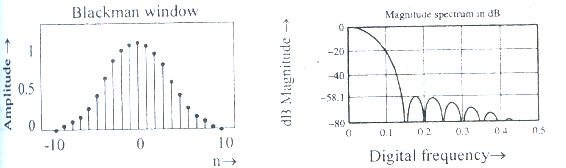 Blackman window
Amplitude →
1
0.5
0
-10
0
10
n→
Magnitude spectrum in dB
dB Magnitude →
0
-20
-40
-58.1
-80
0
0.1
0.2
0.3
0.4
0.5
Digital frequency→